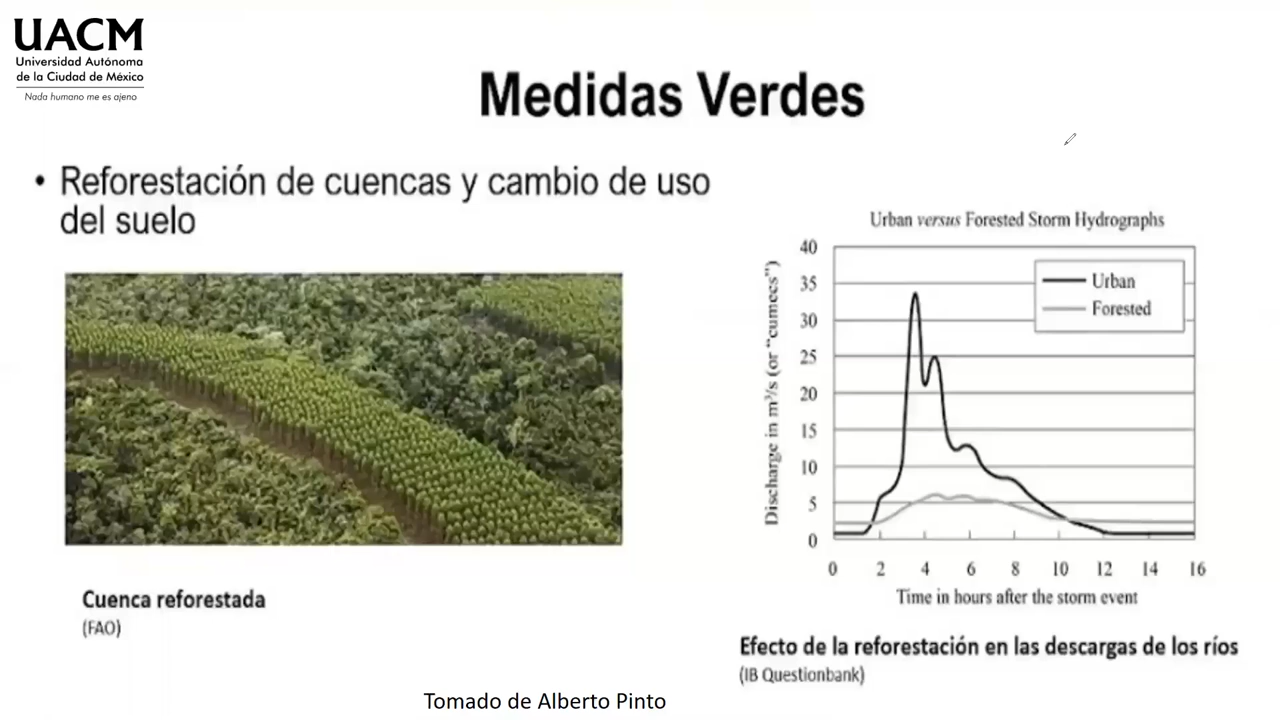 UACM
Universidad Autónoma
de la Ciudad de México
Nada humano me es ajeno
Medidas Verdes
• Reforestación de cuencas y cambio de uso
del suelo
Cuenca reforestada
(FAO)
Urban versus Forested Storm Hydrographs
Discharge in m³/s (or "cumecs")
40
35
30
25
20
15
10
5
0
Urban
Forested
0 2 4 6 8 10 12 14 16
Time in hours after the storm event
Efecto de la reforestación en las descargas de los ríos
(IB Questionbank)
Tomado de Alberto Pinto